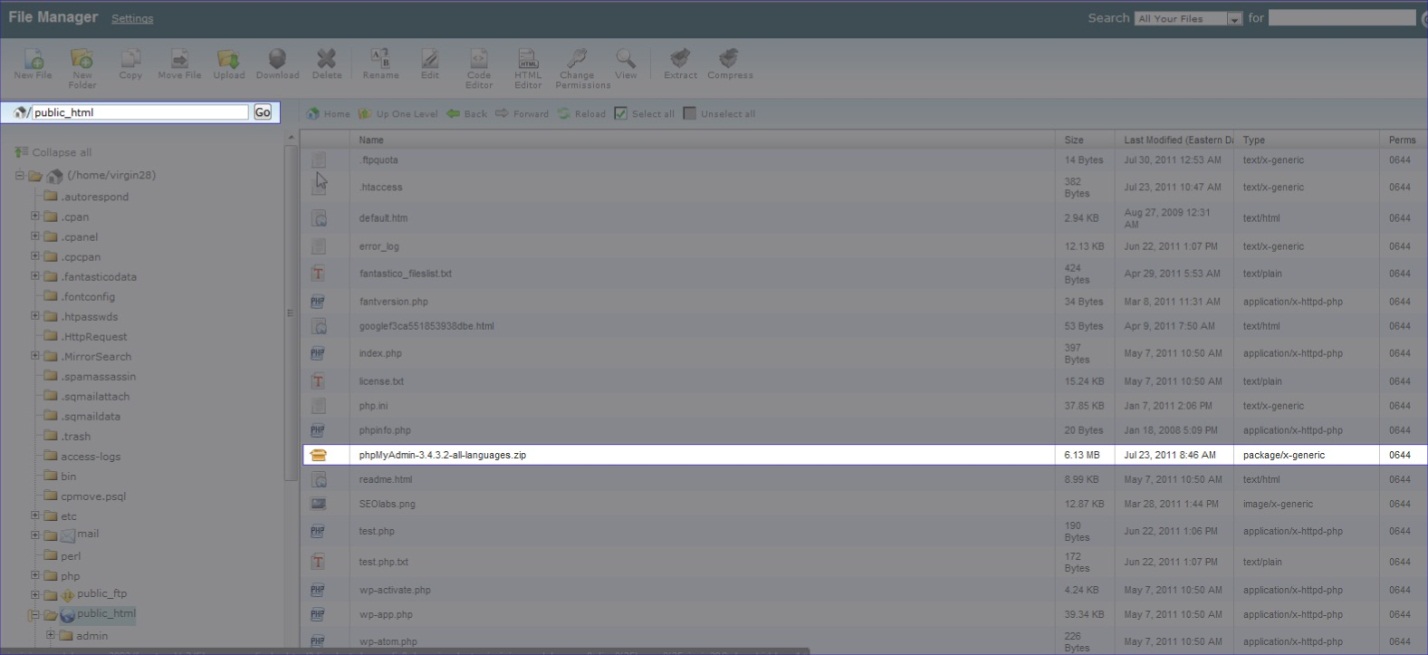 File Manager Settings Search All Your Files for
New File New Folder Copy Move File Upload Download Delete Rename Edit Code Editor HTML Editor Change Permissions View Extract Compress
/ public_html Go
Home Up One Level Back Forward Reload Select all Unselect all
Collapse all
(/home/virgin28)
.autorespond
.cpan
.cpanel
.cpcpan
.fantasticodata
.fontconfig
.htpasswds
.HttpRequest
.MirrorSearch
.spamassassin
.sqmailattach
.sqmaildata
.trash
access-logs
bin
cpmove.psql
etc
mail
perl
php
public_ftp
public_html
admin
Name Size Last Modified (Eastern Da Type Perms
.ftpquota 14 Bytes Jul 30, 2011 12:53 AM text/x-generic 0644
.htaccess 382 Bytes Jul 23, 2011 10:47 AM text/x-generic 0644
default.htm 2.94 KB Aug 27, 2009 12:31 AM text/html 0644
error_log 12.13 KB Jun 22, 2011 1:07 PM text/x-generic 0644
fantastico_fileslist.txt 424 Bytes Apr 29, 2011 5:53 AM text/plain 0644
fantversion.php 34 Bytes Mar 8, 2011 11:31 AM application/x-httpd-php 0644
googlef3ca551853938dbe.html 53 Bytes Apr 9, 2011 7:50 AM text/html 0644
index.php 397 Bytes May 7, 2011 10:50 AM application/x-httpd-php 0644
license.txt 15.24 KB May 7, 2011 10:50 AM text/plain 0644
php.ini 37.85 KB Jan 7, 2011 2:06 PM text/x-generic 0644
phpinfo.php 20 Bytes Jan 18, 2008 5:09 PM application/x-httpd-php 0644
phpMyAdmin-3.4.3.2-all-languages.zip 6.13 MB Jul 23, 2011 8:46 AM package/x-generic 0644
readme.html 8.99 KB May 7, 2011 10:50 AM text/html 0644
SEOlabs.png 12.87 KB Mar 28, 2011 1:44 PM image/x-generic 0644
test.php 190 Bytes Jun 22, 2011 1:06 PM application/x-httpd-php 0644
test.php.txt 172 Bytes Jun 22, 2011 1:07 PM text/plain 0644
wp-activate.php 4.24 KB May 7, 2011 10:50 AM application/x-httpd-php 0644
wp-app.php 39.34 KB May 7, 2011 10:50 AM application/x-httpd-php 0644
wp-atom.php 226 Bytes May 7, 2011 10:50 AM application/x-httpd-php 0644